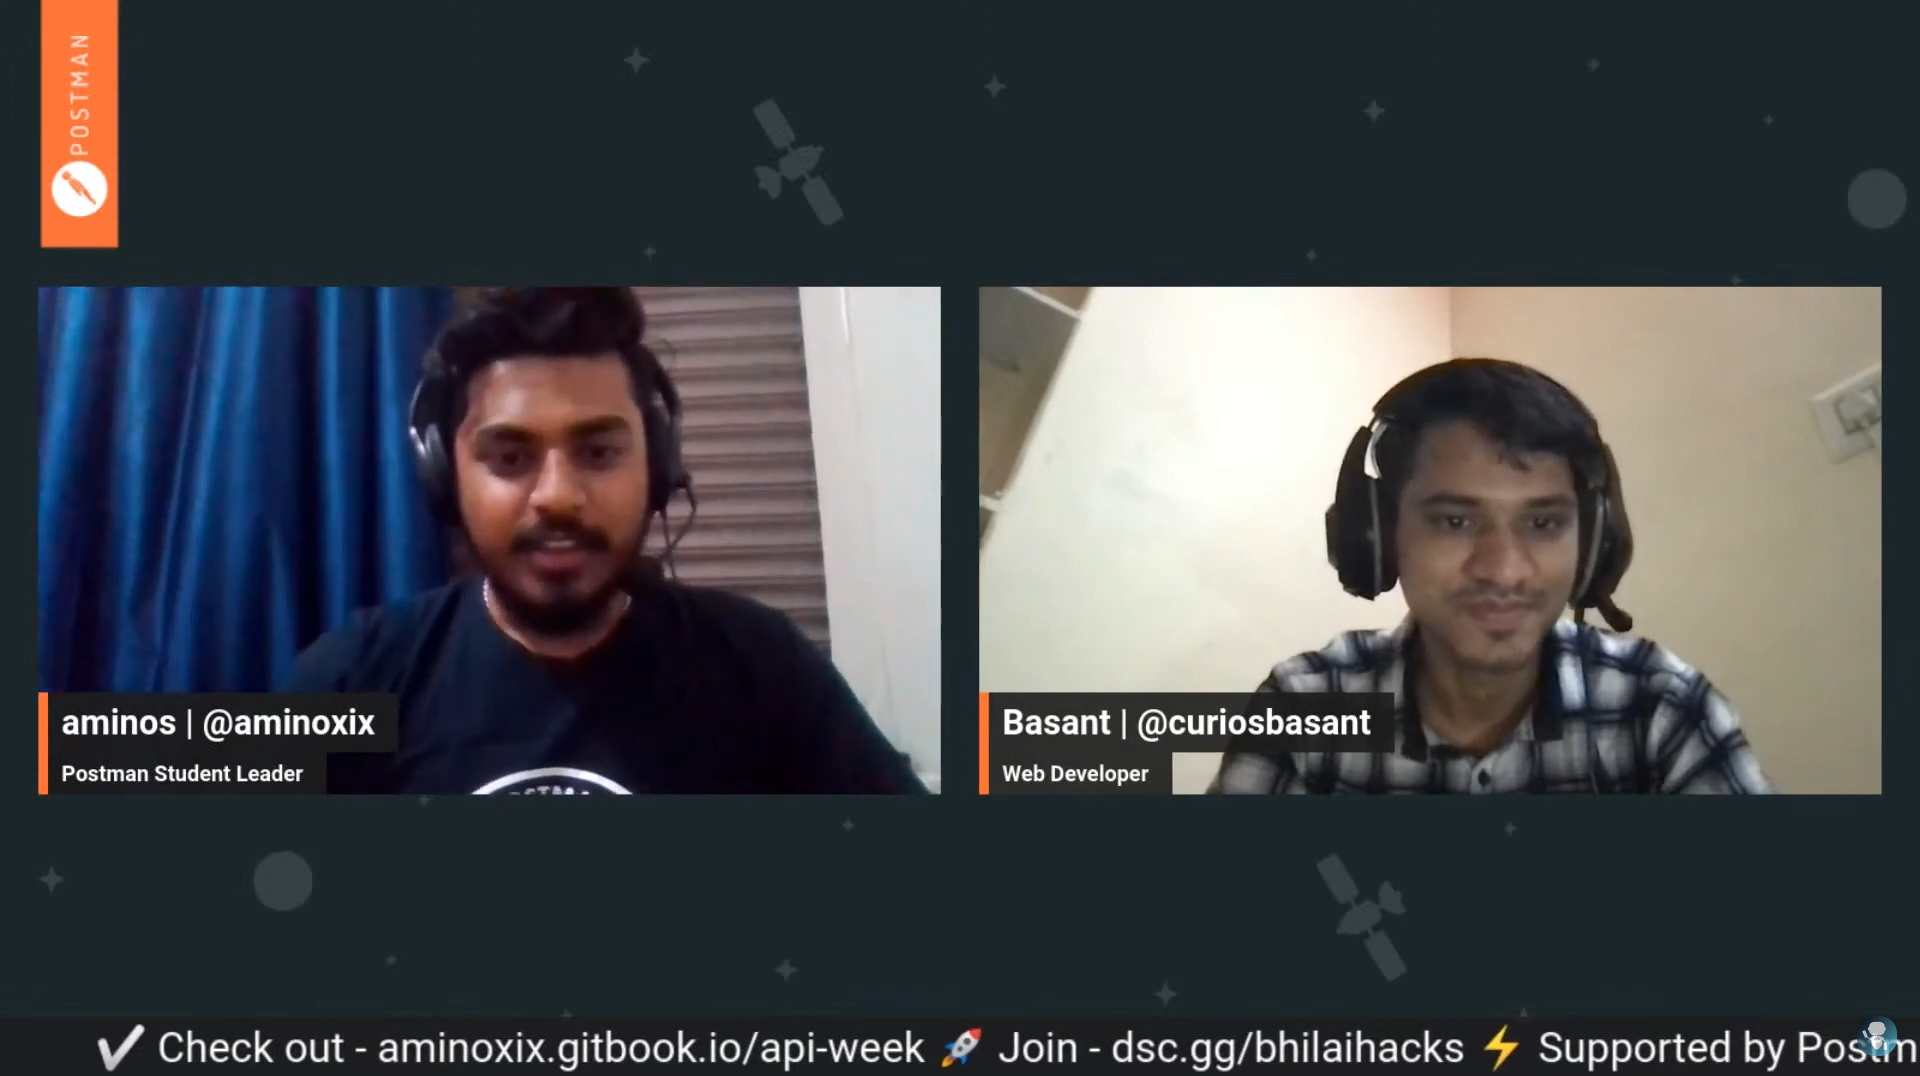 POSTMAN
aminos | @aminoxix
Postman Student Leader
Basant | @curiosbasant
Web Developer
✔ Check out - aminoxix.gitbook.io/api-week 🚀 Join - dsc.gg/bhilaihacks ⚡ Supported by